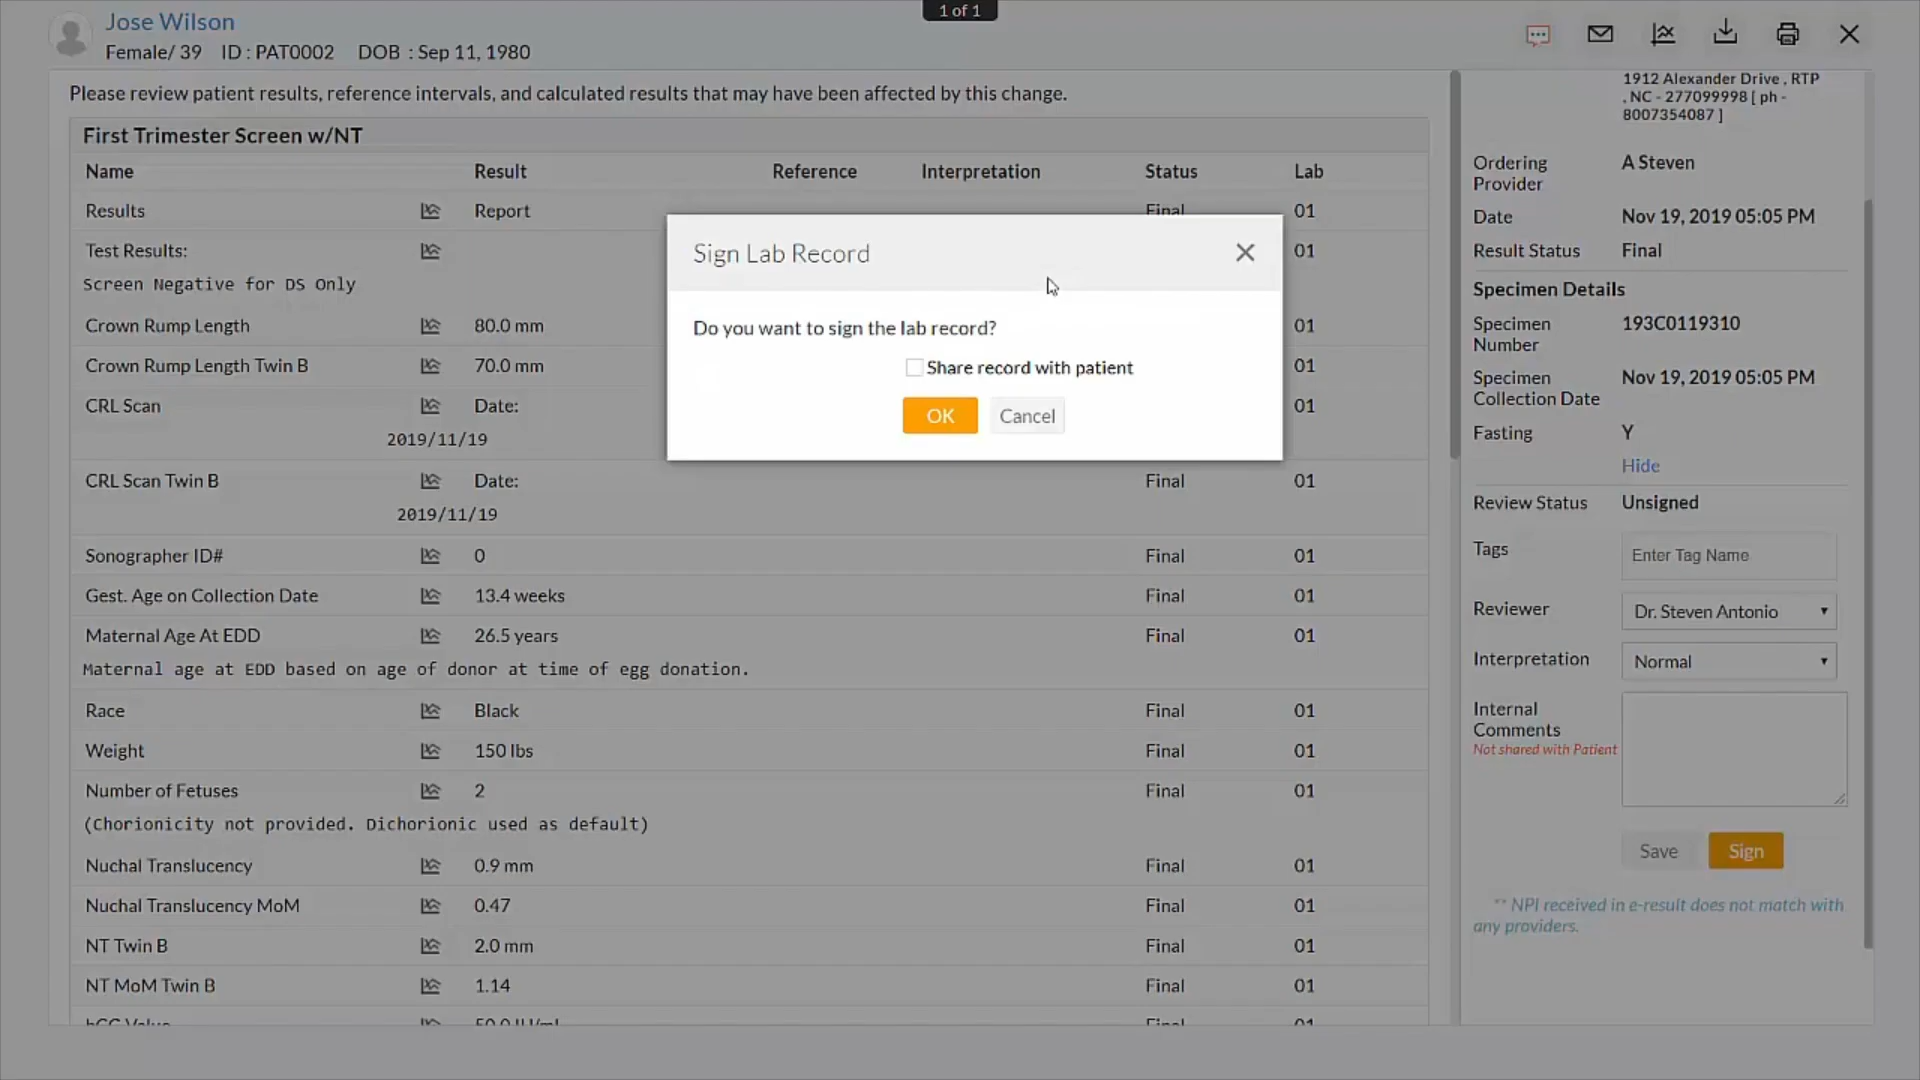 1 of 1
Jose Wilson
Female/ 39 ID : PAT0002 DOB : Sep 11, 1980
Please review patient results, reference intervals, and calculated results that may have been affected by this change.
First Trimester Screen w/NT
Name Result Reference Interpretation Status Lab
Results Report Final 01
Test Results: 01
Screen Negative for DS Only
Crown Rump Length 80.0 mm 01
Crown Rump Length Twin B 70.0 mm 01
CRL Scan Date: 01
2019/11/19
CRL Scan Twin B Date: Final 01
2019/11/19
Sonographer ID# 0 Final 01
Gest. Age on Collection Date 13.4 weeks Final 01
Maternal Age At EDD 26.5 years Final 01
Maternal age at EDD based on age of donor at time of egg donation.
Race Black Final 01
Weight 150 lbs Final 01
Number of Fetuses 2 Final 01
(Chorionicity not provided. Dichorionic used as default)
Nuchal Translucency 0.9 mm Final 01
Nuchal Translucency MoM 0.47 Final 01
NT Twin B 2.0 mm Final 01
NT MoM Twin B 1.14 Final 01
Sign Lab Record
Do you want to sign the lab record?
Share record with patient
OK Cancel
1912 Alexander Drive , RTP
, NC - 277099998 [ ph -
8007354087 ]
Ordering
Provider A Steven
Date Nov 19, 2019 05:05 PM
Result Status Final
Specimen Details
Specimen
Number 193C0119310
Specimen
Collection Date Nov 19, 2019 05:05 PM
Fasting Y
Hide
Review Status Unsigned
Tags Enter Tag Name
Reviewer Dr. Steven Antonio
Interpretation Normal
Internal
Comments
Not shared with Patient
Save Sign
** NPI received in e-result does not match with
any providers.